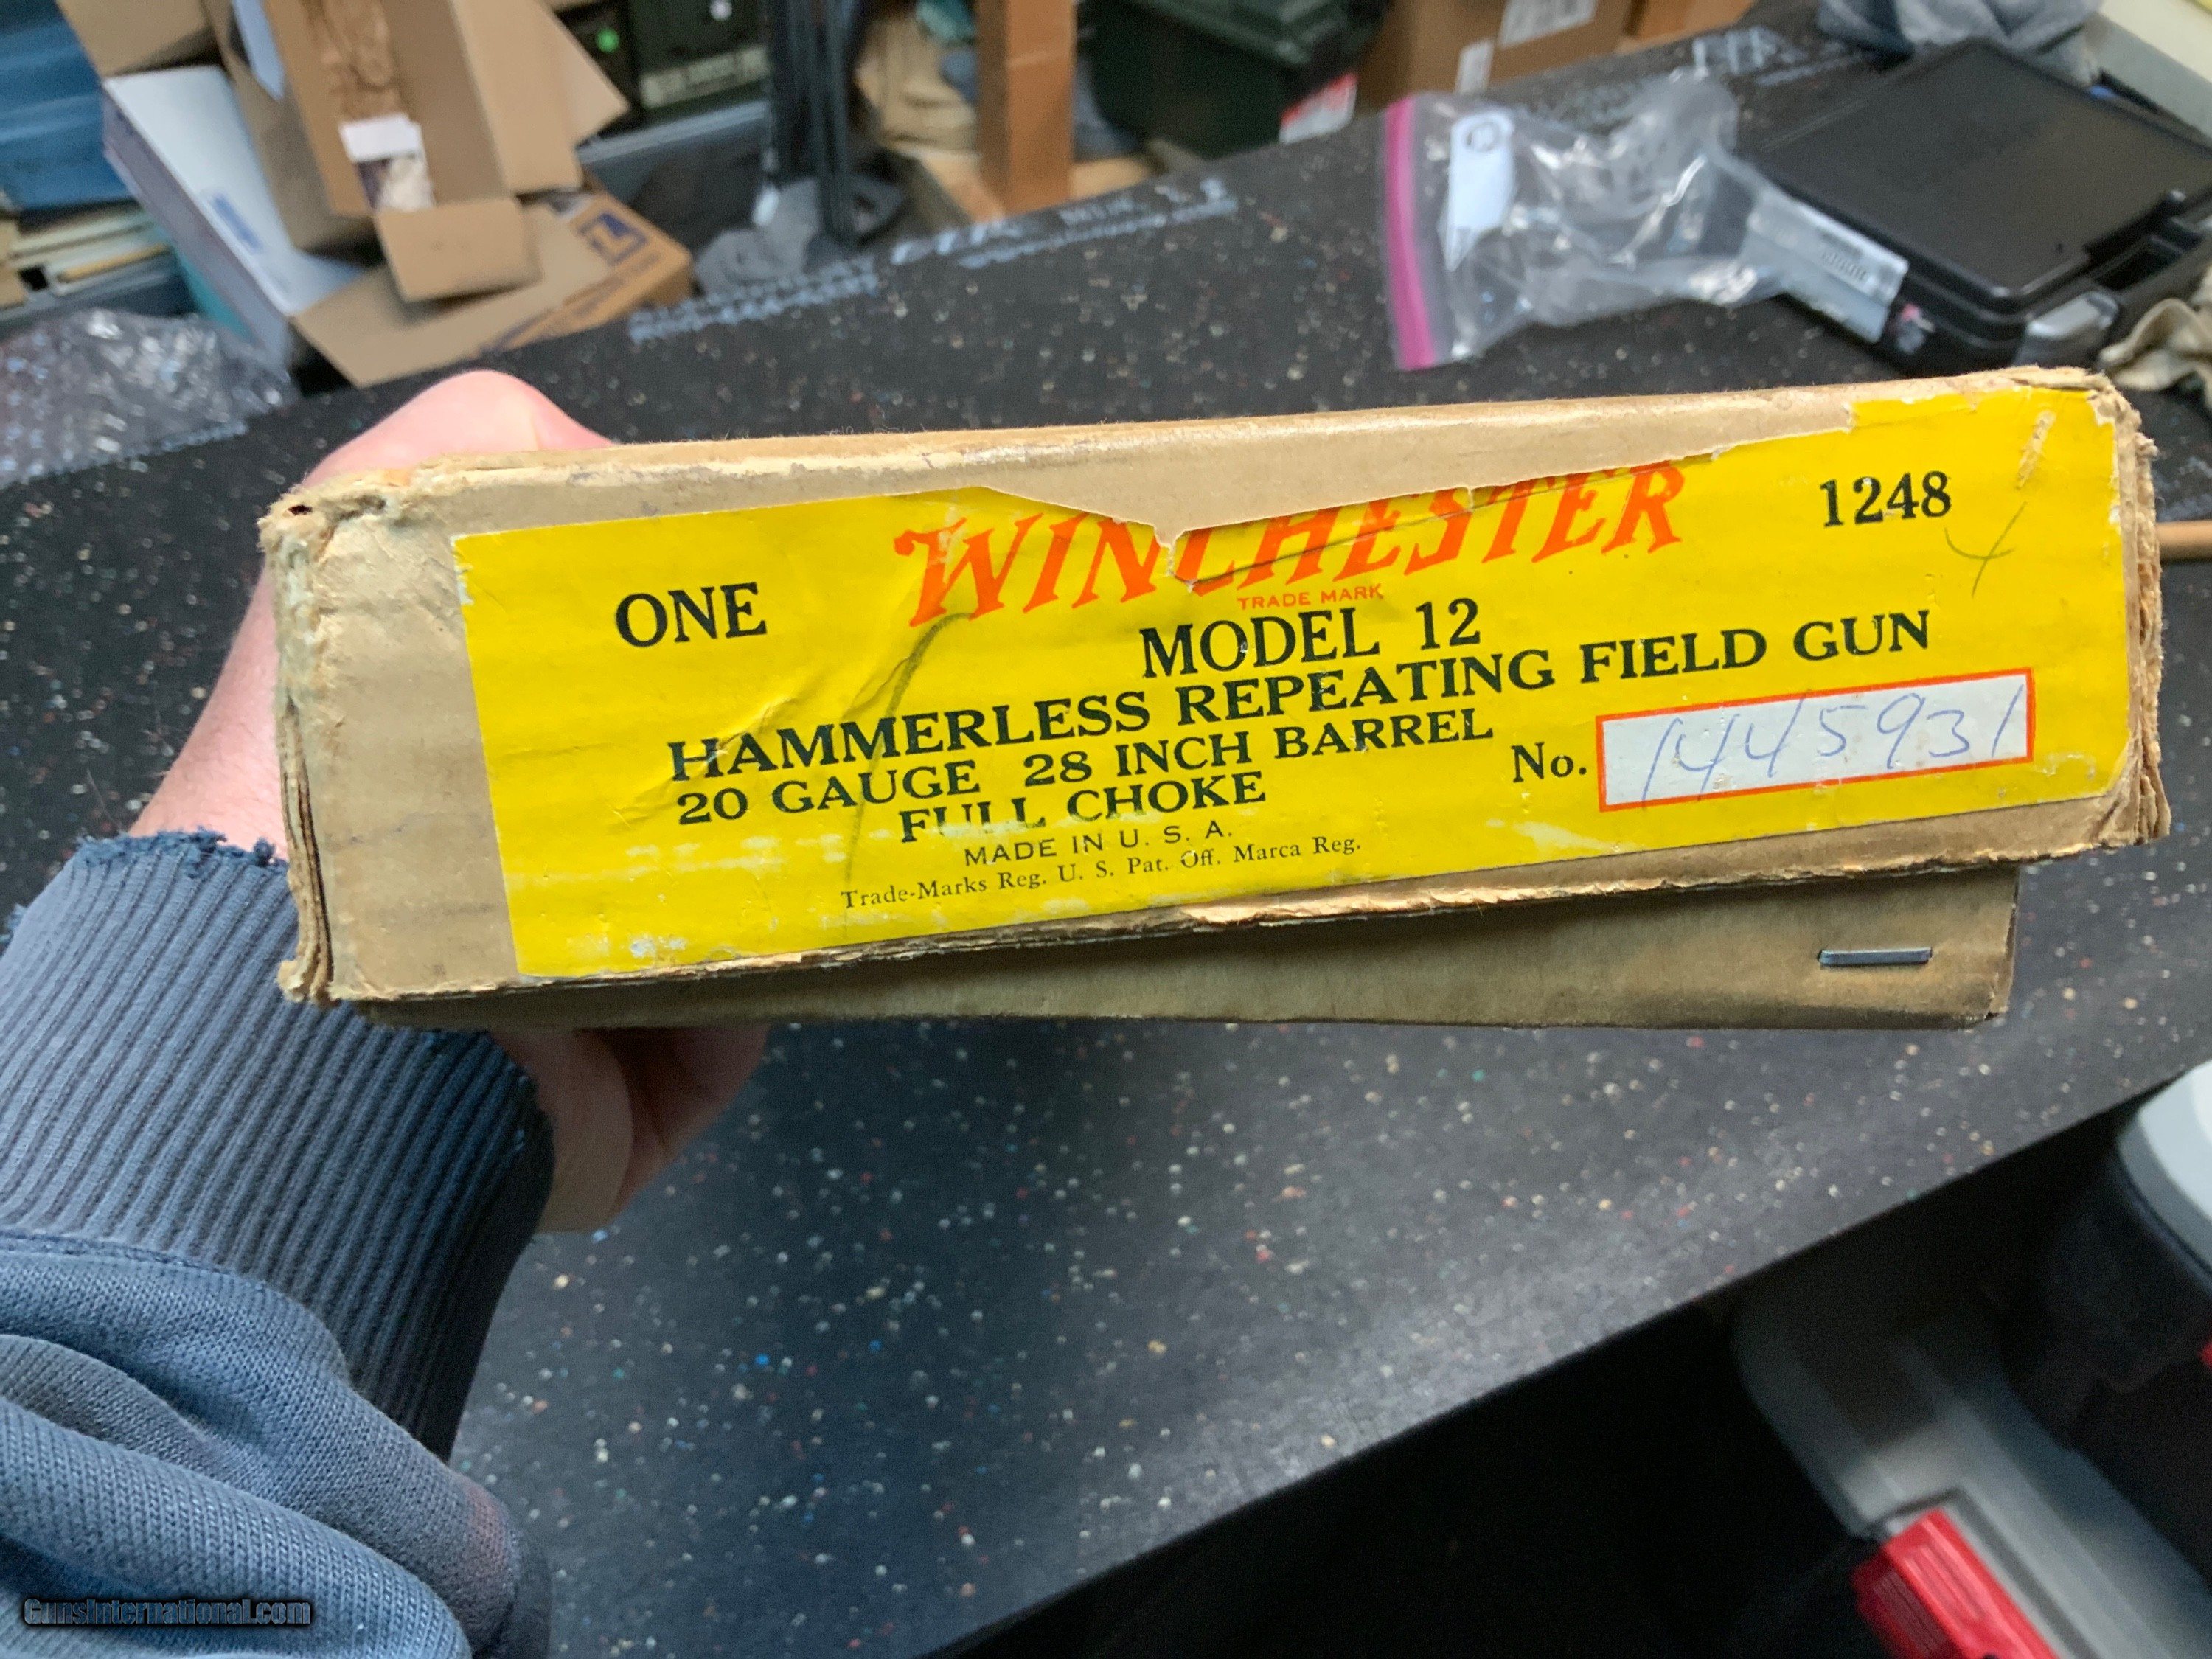 WINCHESTER
1248
ONE
TRADE MARK
MODEL 12
HAMMERLESS REPEATING FIELD GUN
20 GAUGE 28 INCH BARREL
No. 1445931
FULL CHOKE
MADE IN U. S. A.
Trade-Marks Reg. U. S. Pat. Off. Marca Reg.
GunsInternational.com